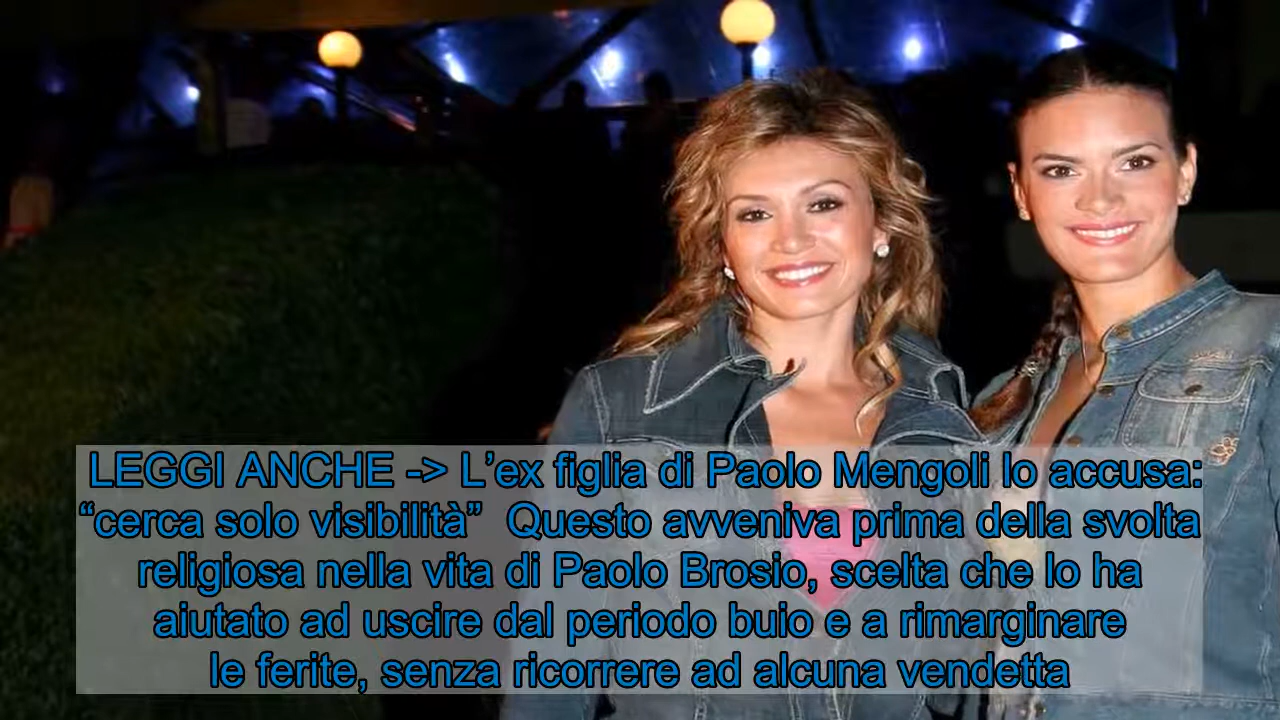 LEGGI ANCHE -> L’ex figlia di Paolo Mengoli lo accusa:
“cerca solo visibilità”  Questo avveniva prima della svolta
religiosa nella vita di Paolo Brosio, scelta che lo ha
aiutato ad uscire dal periodo buio e a rimarginare
le ferite, senza ricorrere ad alcuna vendetta